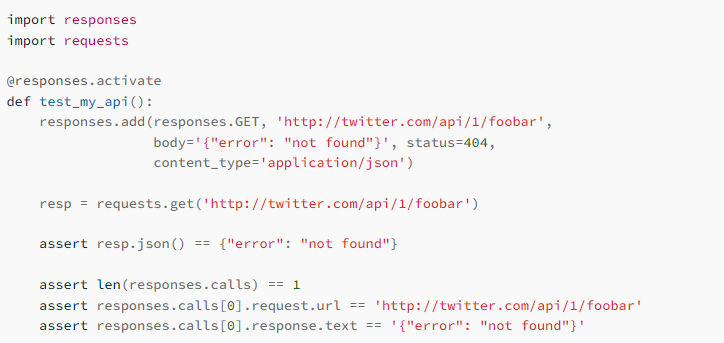 import responses
import requests

@responses.activate
def test_my_api():
    responses.add(responses.GET, 'http://twitter.com/api/1/foobar',
                  body='{"error": "not found"}', status=404,
                  content_type='application/json')

    resp = requests.get('http://twitter.com/api/1/foobar')

    assert resp.json() == {"error": "not found"}

    assert len(responses.calls) == 1
    assert responses.calls[0].request.url == 'http://twitter.com/api/1/foobar'
    assert responses.calls[0].response.text == '{"error": "not found"}'